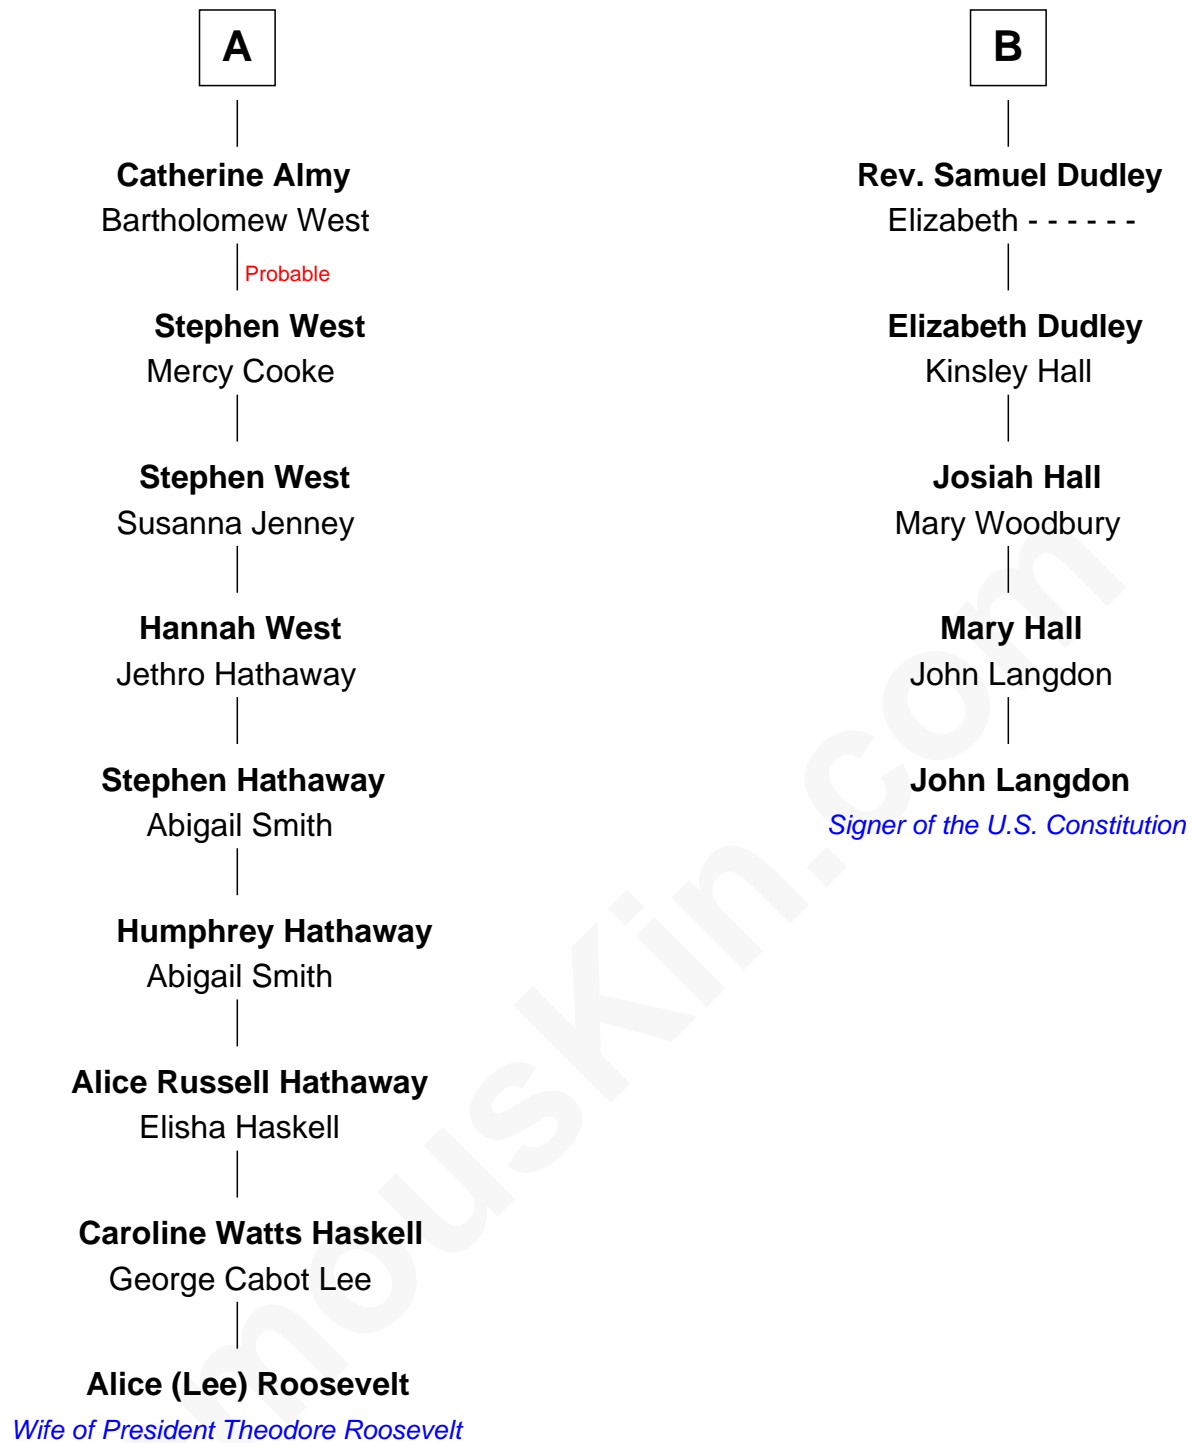 A
Catherine Almy
Bartholomew West
Probable
Stephen West
Mercy Cooke
Stephen West
Susanna Jenney
Hannah West
Jethro Hathaway
Stephen Hathaway
Abigail Smith
Humphrey Hathaway
Abigail Smith
Alice Russell Hathaway
Elisha Haskell
Caroline Watts Haskell
George Cabot Lee
Alice (Lee) Roosevelt
Wife of President Theodore Roosevelt
B
Rev. Samuel Dudley
Elizabeth - - - - - -
Elizabeth Dudley
Kinsley Hall
Josiah Hall
Mary Woodbury
Mary Hall
John Langdon
John Langdon
Signer of the U.S. Constitution
mousKin.com